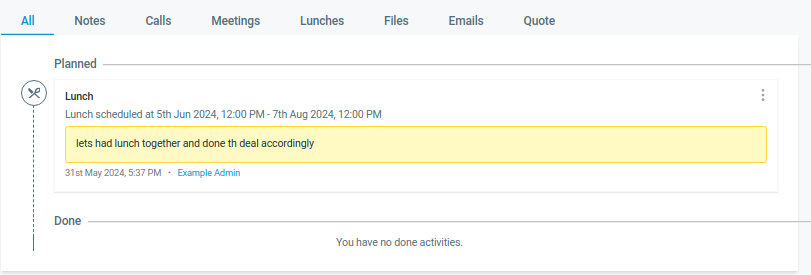 All Notes Calls Meetings Lunches Files Emails Quote
Planned
Lunch
Lunch scheduled at 5th Jun 2024, 12:00 PM - 7th Aug 2024, 12:00 PM
lets had lunch together and done th deal accordingly
31st May 2024, 5:37 PM · Example Admin
Done
You have no done activities.